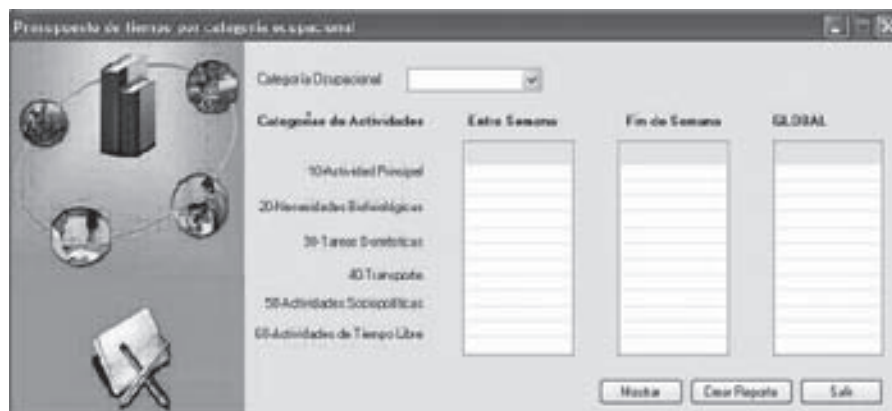 Presupuesto de tiempo por categoría ocupacional
Categoría Ocupacional
Categorías de Actividades Entre Semana Fin de Semana GLOBAL
10-Actividad Principal
20-Necesidades Biofisiológicas
30-Tareas Domésticas
40-Transporte
50-Actividades Sociopolíticas
60-Actividades de Tiempo Libre
Mostrar Crear Reporte Salir